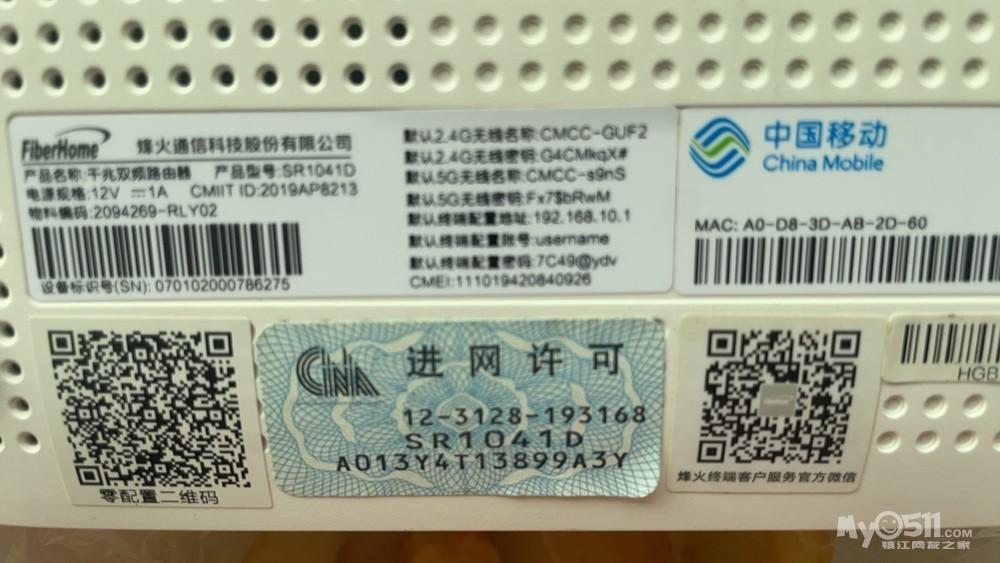 FiberHome 烽火通信科技股份有限公司
产品名称:千兆双频路由器 产品型号:SR1041D
电源规格:12V ⎓ 1A CMIIT ID:2019AP8213
物料编码:2094269-RLY02
设备标识号(SN): 070102000786275
默认2.4G无线名称:CMCC-GUF2
默认2.4G无线密钥:G4CMkqX#
默认5G无线名称:CMCC-s9nS
默认5G无线密钥:Fx7$bRwM
默认终端配置地址:192.168.10.1
默认终端配置账号:username
默认终端配置密码:7C49@ydv
CMEI:111019420840926
中国移动
China Mobile
MAC: A0-D8-3D-AB-2D-60
零配置二维码
CNA 进网许可
12-3128-193168
SR1041D
A013Y4T13899A3Y
烽火终端客户服务官方微信
HGB
My0511.COM
镇江网友之家